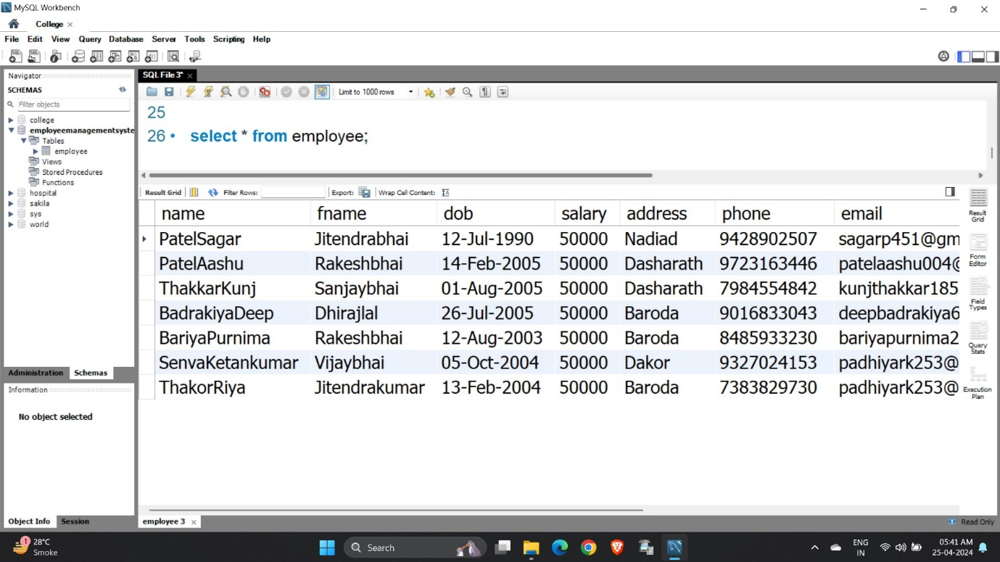 MySQL Workbench
College
File Edit View Query Database Server Tools Scripting Help
Navigator
SCHEMAS
Filter objects
college
employeemanagementsyste
Tables
employee
Views
Stored Procedures
Functions
hospital
sakila
sys
world
Administration Schemas
Information
No object selected
Object Info Session
SQL File 3*
Limit to 1000 rows
25
26 • select * from employee;
Result Grid Filter Rows: Export: Wrap Cell Content:
name fname dob salary address phone email
PatelSagar Jitendrabhai 12-Jul-1990 50000 Nadiad 9428902507 sagarp451@gm
PatelAashu Rakeshbhai 14-Feb-2005 50000 Dasharath 9723163446 patelaashu004@
ThakkarKunj Sanjaybhai 01-Aug-2005 50000 Dasharath 7984554842 kunjthakkar185
BadrakiyaDeep Dhirajlal 26-Jul-2005 50000 Baroda 9016833043 deepbadrakiya6
BariyaPurnima Rakeshbhai 12-Aug-2003 50000 Baroda 8485933230 bariyapurnima2
SenvaKetankumar Vijaybhai 05-Oct-2004 50000 Dakor 9327024153 padhiyark253@
ThakorRiya Jitendrakumar 13-Feb-2004 50000 Baroda 7383829730 padhiyark253@
Result
Grid
Form
Editor
Field
Types
Query
Stats
Execution
Plan
employee 3
Read Only
1
28°C
Smoke
Search
ENG
IN
05:41 AM
25-04-2024